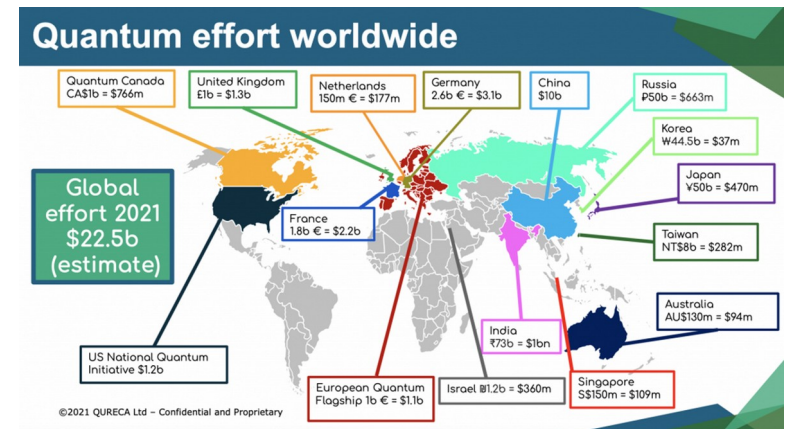 Quantum effort worldwide
Quantum Canada
CA$1b = $766m
United Kingdom
£1b = $1.3b
Netherlands
150m € = $177m
Germany
2.6b € = $3.1b
China
$10b
Russia
₽50b = $663m
Korea
₩44.5b = $37m
Japan
¥50b = $470m
Taiwan
NT$8b = $282m
Global
effort 2021
$22.5b
(estimate)
France
1.8b € = $2.2b
Australia
AU$130m = $94m
India
₹73b = $1bn
US National Quantum
Initiative $1.2b
European Quantum
Flagship 1b € = $1.1b
Israel ₪1.2b = $360m
Singapore
S$150m = $109m
©2021 QURECA Ltd – Confidential and Proprietary